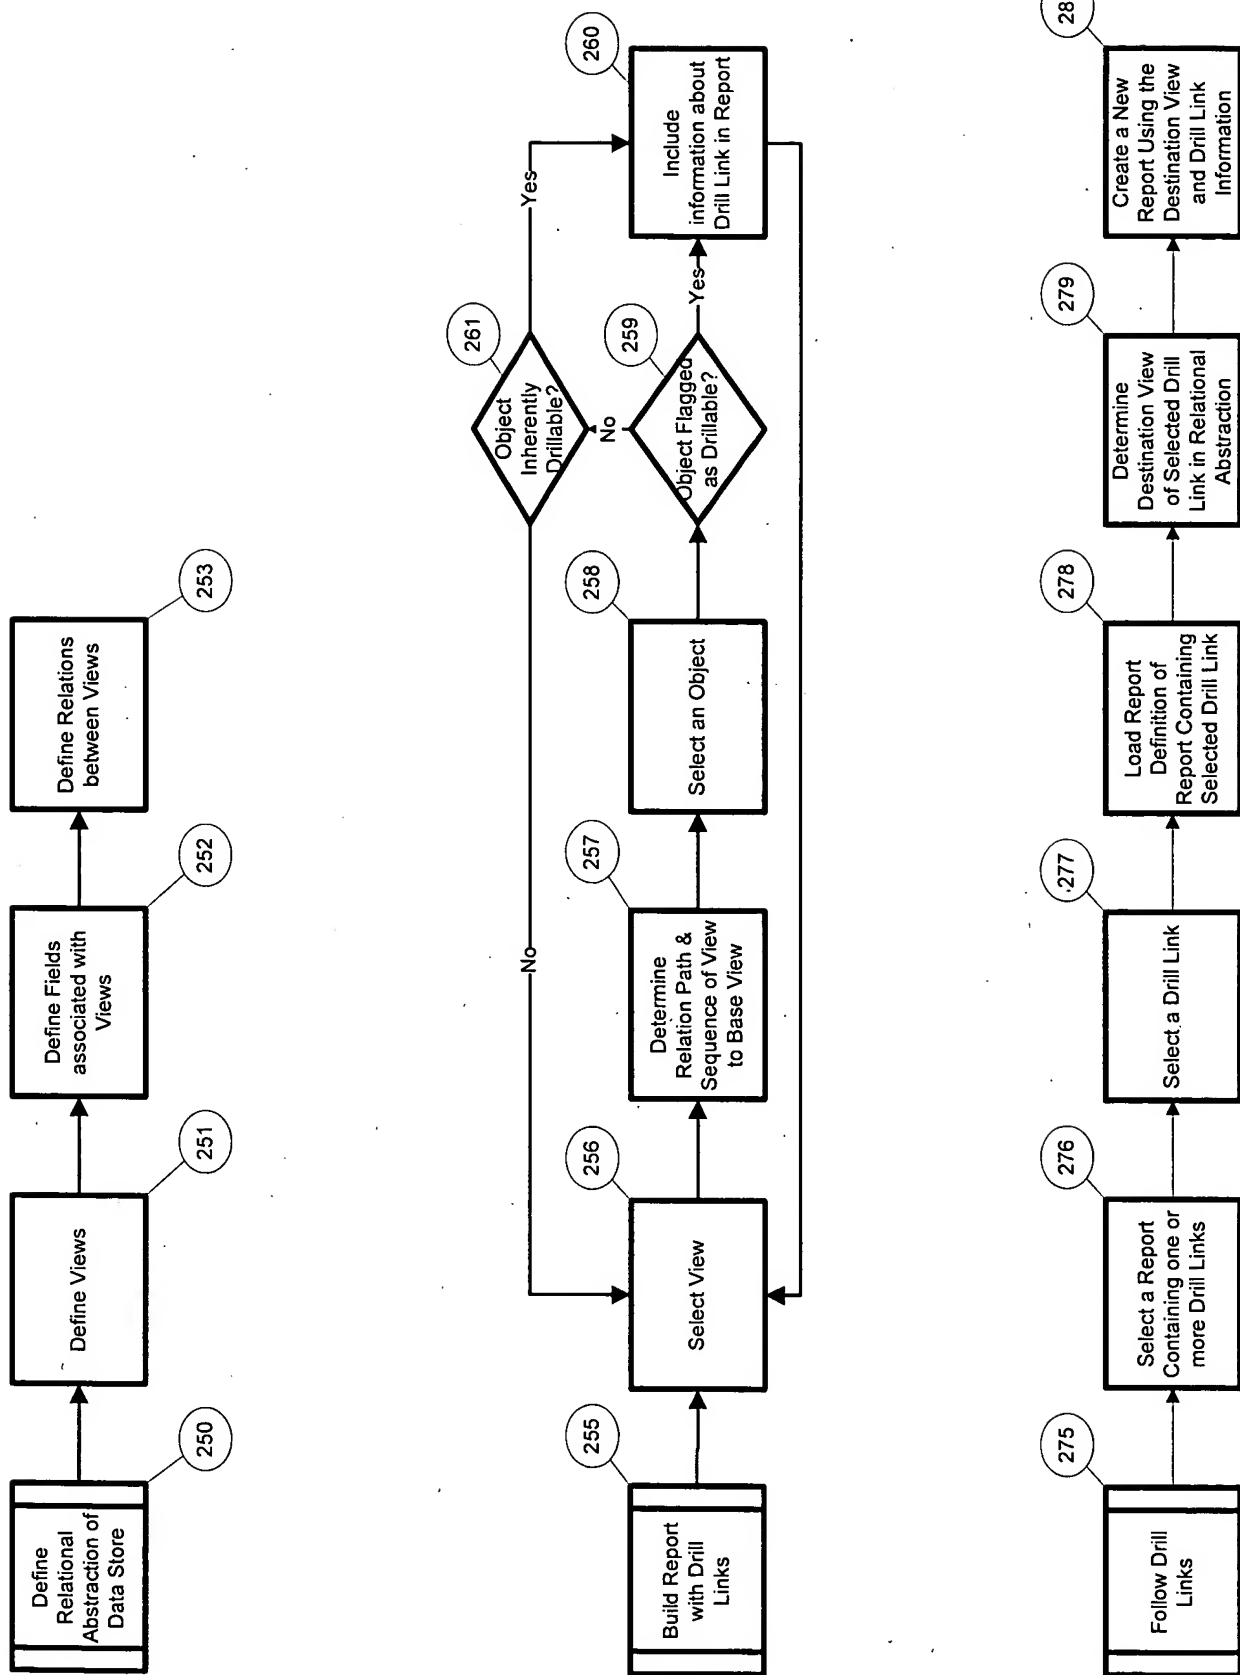 Define
Relational
Abstraction of
Data Store
250
Define Views
251
Define Fields
associated with
Views
252
Define Relations
between Views
253
Build Report
with Drill
Links
255
Select View
256
Determine
Relation Path &
Sequence of View
to Base View
257
Select an Object
258
Object Flagged
as Drillable?
259
Yes
No
Object
Inherently
Drillable?
261
Yes
No
Include
information about
Drill Link in Report
260
Follow Drill
Links
275
Select a Report
Containing one or
more Drill Links
276
Select a Drill Link
277
Load Report
Definition of
Report Containing
Selected Drill Link
278
Determine
Destination View
of Selected Drill
Link in Relational
Abstraction
279
Create a New
Report Using the
Destination View
and Drill Link
Information